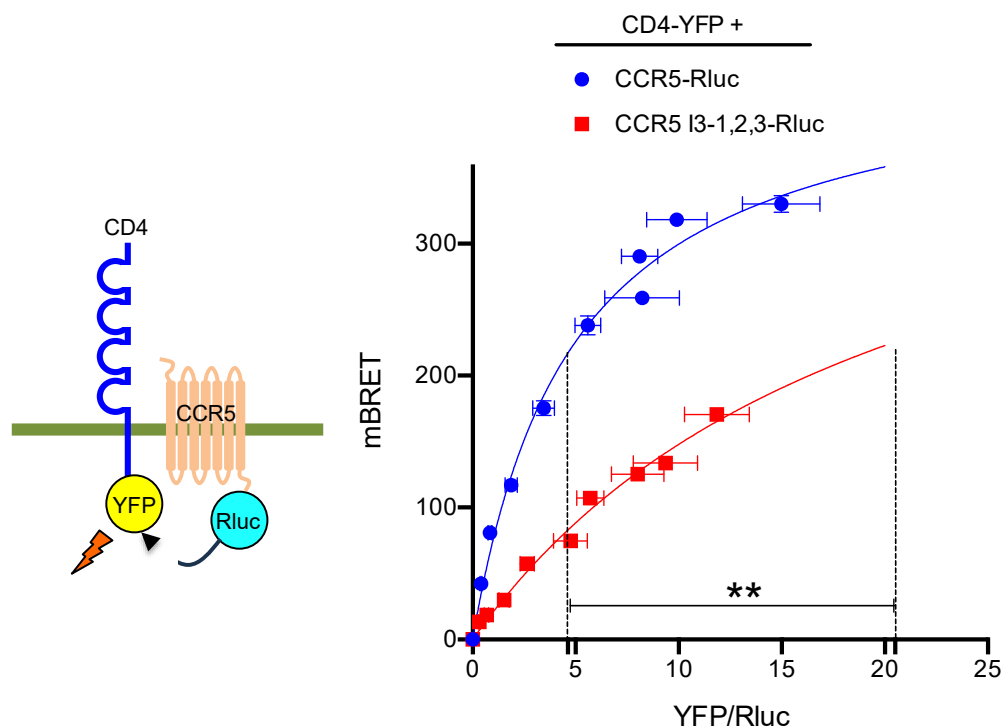 CD4-YFP +
CCR5-Rluc
CCR5 I3-1,2,3-Rluc
CD4
CCR5
YFP
Rluc
mBRET
300
200
100
0
**
0 5 10 15 20 25
YFP/Rluc